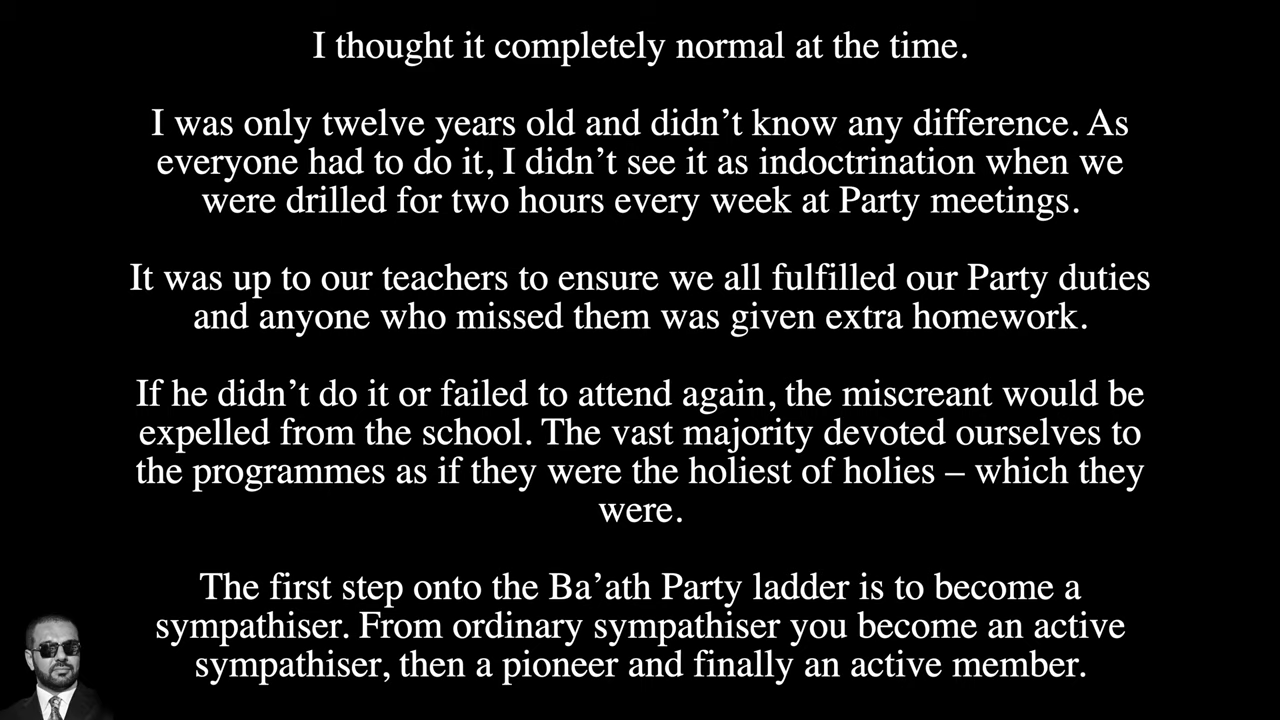 I thought it completely normal at the time.
I was only twelve years old and didn’t know any difference. As
everyone had to do it, I didn’t see it as indoctrination when we
were drilled for two hours every week at Party meetings.
It was up to our teachers to ensure we all fulfilled our Party duties
and anyone who missed them was given extra homework.
If he didn’t do it or failed to attend again, the miscreant would be
expelled from the school. The vast majority devoted ourselves to
the programmes as if they were the holiest of holies – which they
were.
The first step onto the Ba’ath Party ladder is to become a
sympathiser. From ordinary sympathiser you become an active
sympathiser, then a pioneer and finally an active member.